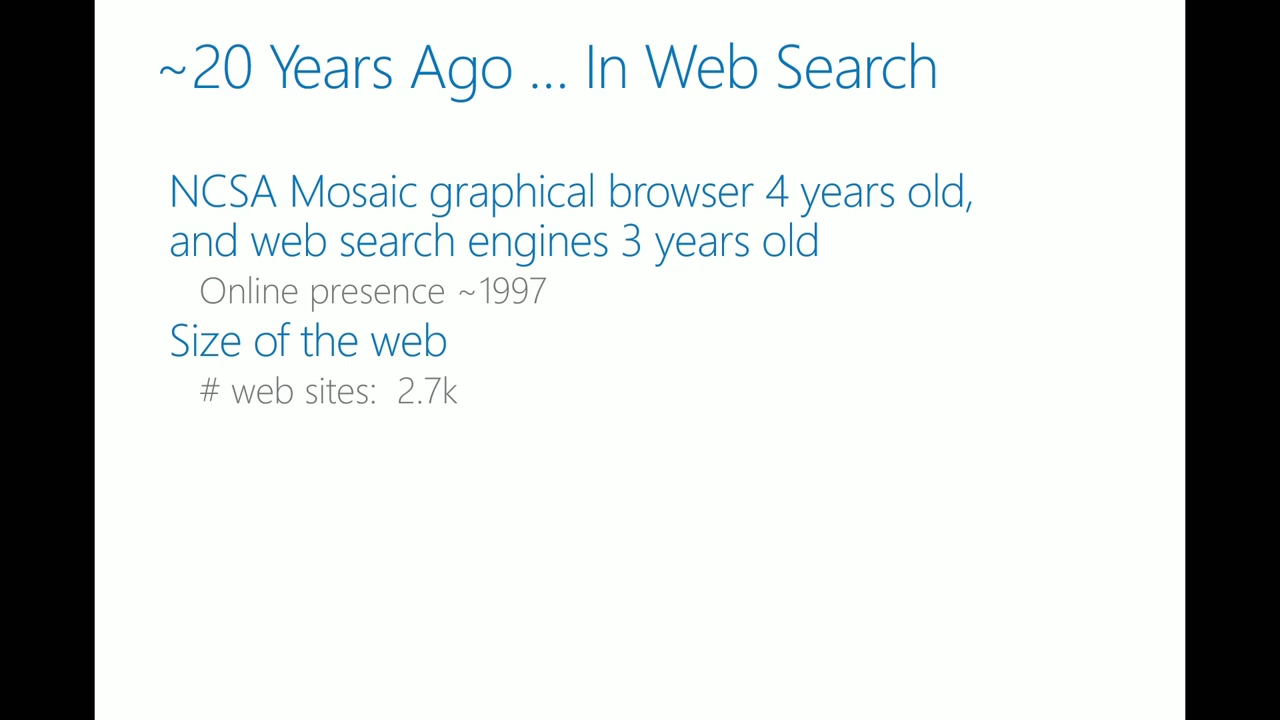 ~20 Years Ago ... In Web Search
NCSA Mosaic graphical browser 4 years old,
and web search engines 3 years old
Online presence ~1997
Size of the web
# web sites: 2.7k